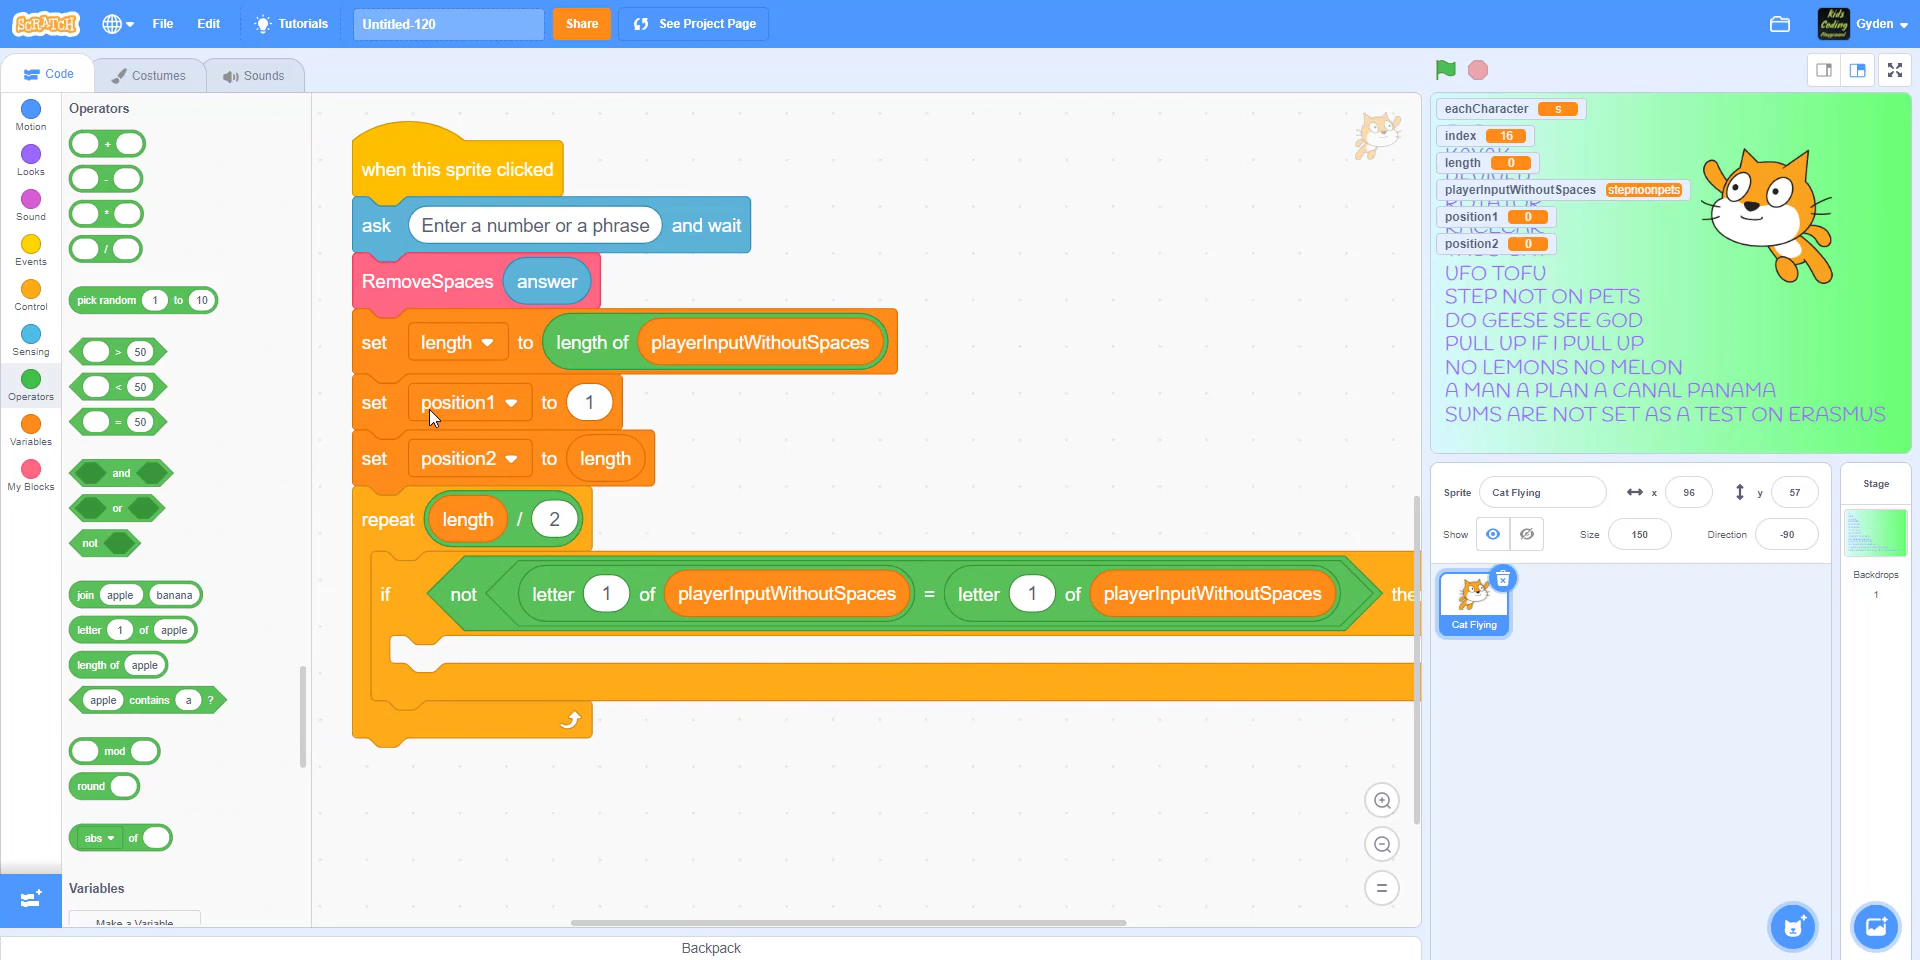 SCRATCH
File
Edit
Tutorials
Untitled-120
Share
See Project Page
Kids Coding Playground
Gyden
Code
Costumes
Sounds
Motion
Looks
Sound
Events
Control
Sensing
Operators
Variables
My Blocks
Operators
+
-
*
/
pick random 1 to 10
> 50
< 50
= 50
and
or
not
join apple banana
letter 1 of apple
length of apple
apple contains a ?
mod
round
abs of
Variables
Make a Variable
when this sprite clicked
ask Enter a number or a phrase and wait
RemoveSpaces answer
set length to length of playerInputWithoutSpaces
set position1 to 1
set position2 to length
repeat length / 2
if not letter 1 of playerInputWithoutSpaces = letter 1 of playerInputWithoutSpaces the
=
Backpack
eachCharacter s
index 16
length 0
playerInputWithoutSpaces stepnoonpets
position1 0
position2 0
UFO TOFU
STEP NOT ON PETS
DO GEESE SEE GOD
PULL UP IF I PULL UP
NO LEMONS NO MELON
A MAN A PLAN A CANAL PANAMA
SUMS ARE NOT SET AS A TEST ON ERASMUS
Sprite Cat Flying x 96 y 57
Show Size 150 Direction -90
Cat Flying
Stage
Backdrops
1